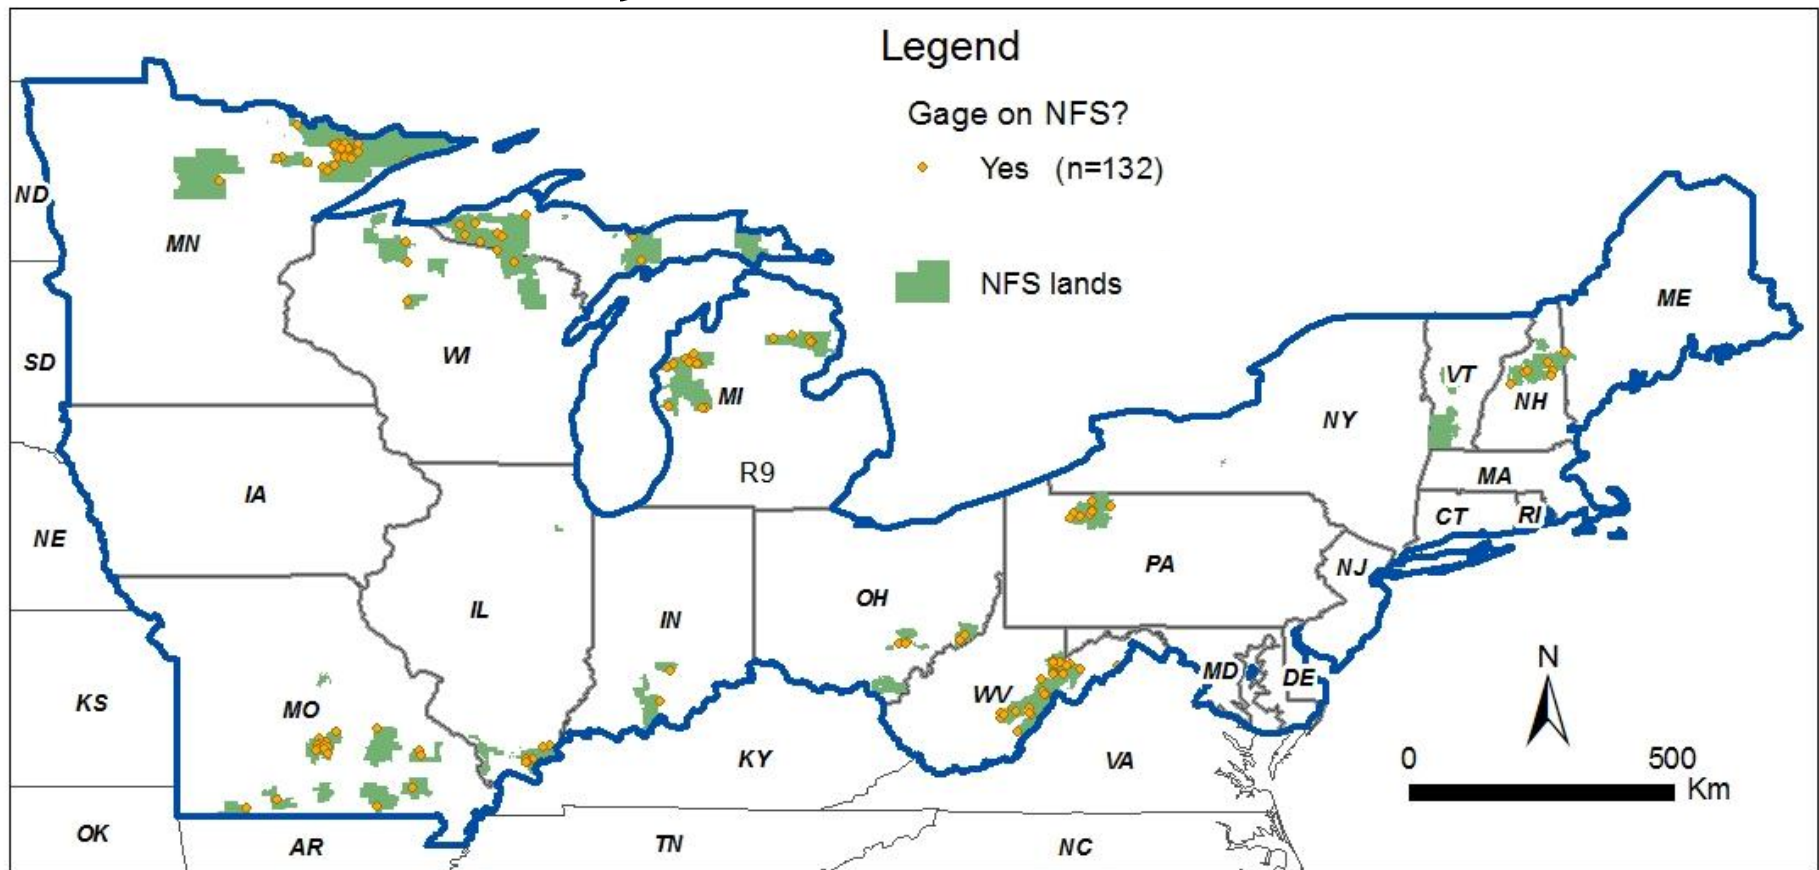 Legend
Gage on NFS?
Yes (n=132)
NFS lands
ND
MN
ME
SD
WI
MI
VT
NH
NY
R9
IA
MA
CT
RI
NE
PA
NJ
OH
IL
IN
MD
DE
WV
KS
MO
KY
VA
N
0
500
Km
OK
AR
TN
NC